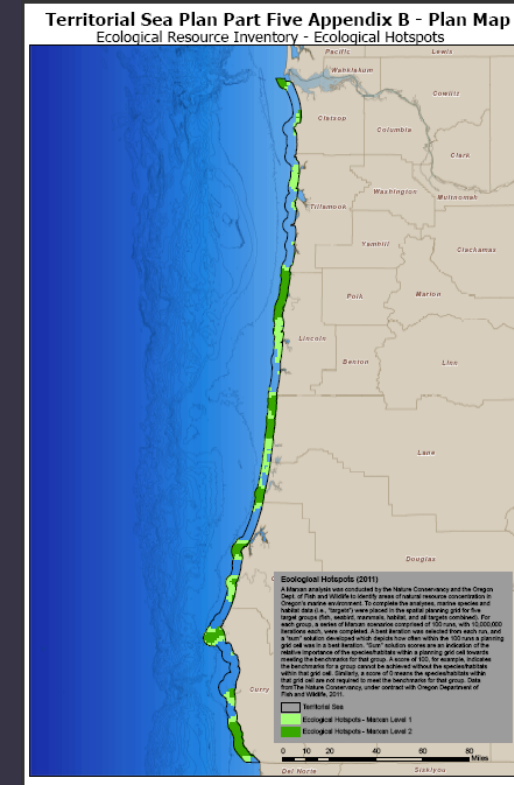 Territorial Sea Plan Part Five Appendix B - Plan Map
Ecological Resource Inventory - Ecological Hotspots
Pacific
Lewis
Wahkiakum
Cowlitz
Clatsop
Columbia
Clark
Washington
Multnomah
Tillamook
Yamhill
Clackamas
Polk
Marion
Lincoln
Benton
Linn
Lane
Douglas
Curry
Ecological Hotspots (2011)
A Marxan analysis was conducted by the Nature Conservancy and the Oregon
Dept. of Fish and Wildlife to identify areas of natural resource concentration in
Oregon's marine environment. To complete the analyses, marine species and
habitat data (i.e., "targets") were placed in the spatial planning grid for five
target groups (fish, seabird, mammals, habitat, and all targets combined). For
each group, a series of Marxan scenarios comprised of 100 runs, with 10,000,000
iterations each, were completed. A best iteration was selected from each run, and
a "sum" solution developed which depicts how often within the 100 runs a planning
grid cell was in a best iteration. "Sum" solution scores are an indication of the
relative importance of the species/habitats within a planning grid cell towards
meeting the benchmarks for that group. A score of 100, for example, indicates
the benchmarks for a group cannot be achieved without the species/habitats
within that grid cell. Similarly, a score of 0 means the species/habitats within
that grid cell are not required to meet the benchmarks for that group. Data
from The Nature Conservancy, under contract with Oregon Department of
Fish and Wildlife, 2011.
Territorial Sea
Ecological Hotspots - Marxan Level 1
Ecological Hotspots - Marxan Level 2
0 10 20 40 60 80
Miles
Del Norte
Siskiyou